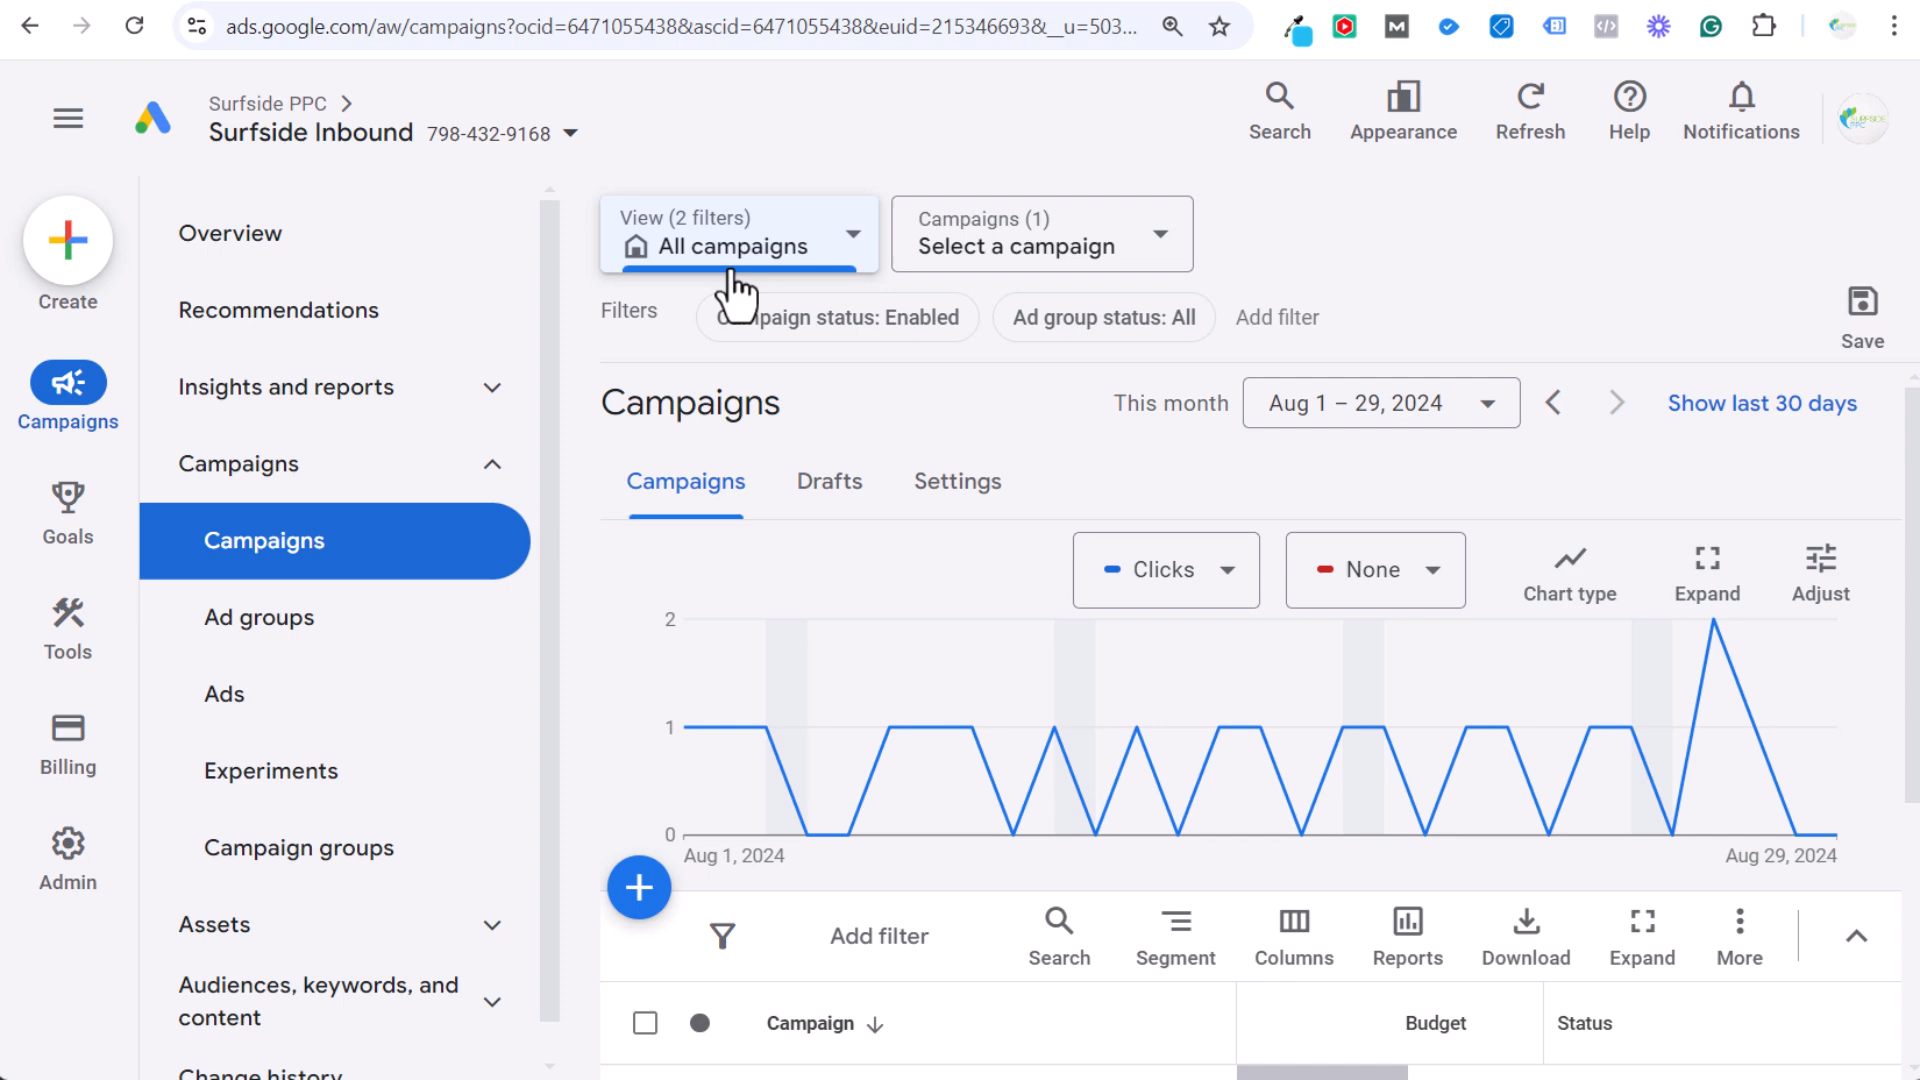 ads.google.com/aw/campaigns?ocid=6471055438&ascid=6471055438&euid=215346693&__u=503...
Surfside PPC
Surfside Inbound 798-432-9168
Search
Appearance
Refresh
Help
Notifications
Create
Campaigns
Goals
Tools
Billing
Admin
Overview
Recommendations
Insights and reports
Campaigns
Campaigns
Ad groups
Ads
Experiments
Campaign groups
Assets
Audiences, keywords, and
content
Change history
View (2 filters)
All campaigns
Campaigns (1)
Select a campaign
Filters
Campaign status: Enabled
Ad group status: All
Add filter
Save
Campaigns
This month
Aug 1 – 29, 2024
Show last 30 days
Campaigns
Drafts
Settings
Clicks
None
Chart type
Expand
Adjust
2
1
0
Aug 1, 2024
Aug 29, 2024
Add filter
Search
Segment
Columns
Reports
Download
Expand
More
Campaign
Budget
Status